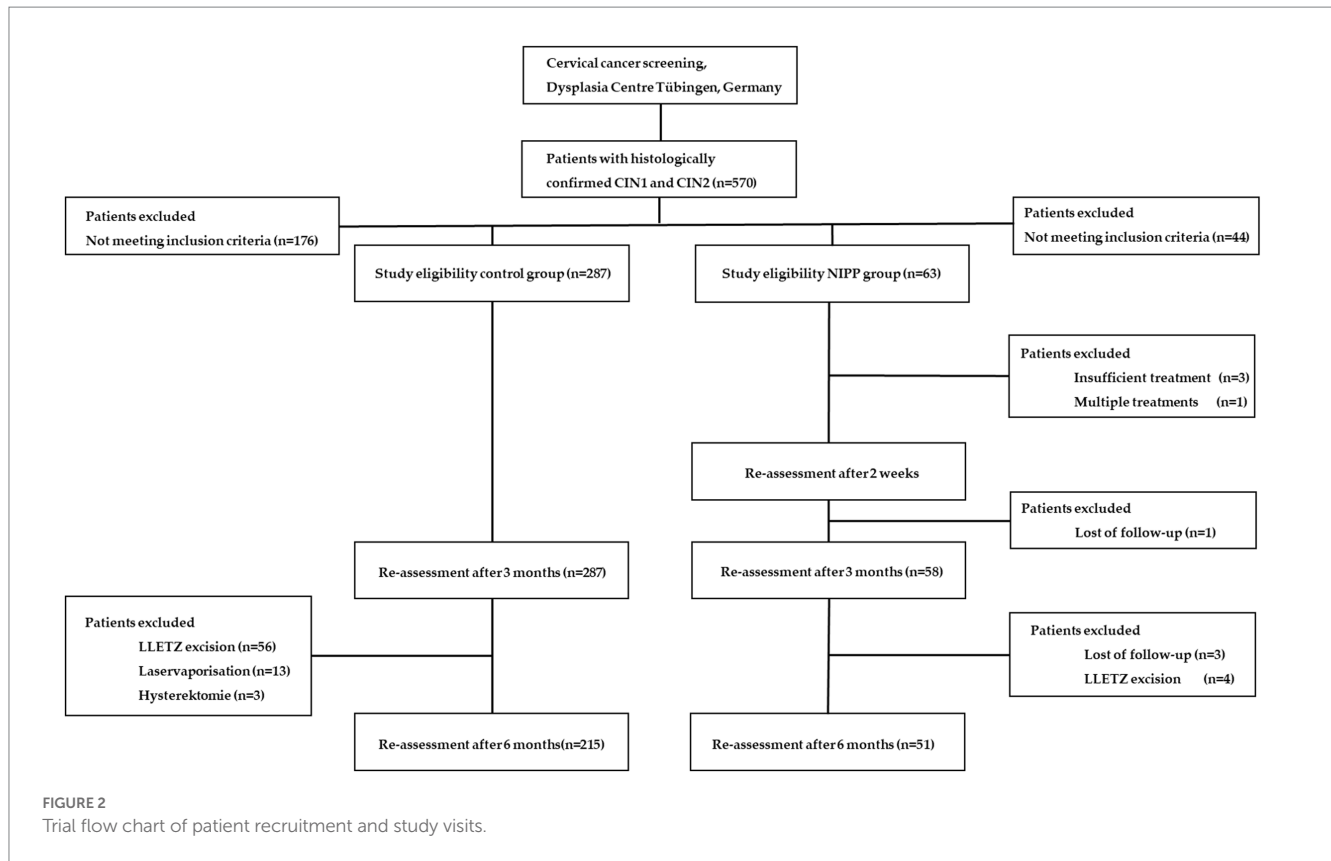 Cervical cancer screening,
Dysplasia Centre Tübingen, Germany
Patients with histologically
confirmed CIN1 and CIN2 (n=570)
Patients excluded
Not meeting inclusion criteria (n=176)
Patients excluded
Not meeting inclusion criteria (n=44)
Study eligibility control group (n=287)
Study eligibility NIPP group (n=63)
Patients excluded
Insufficient treatment (n=3)
Multiple treatments (n=1)
Re-assessment after 2 weeks
Patients excluded
Lost of follow-up (n=1)
Re-assessment after 3 months (n=287)
Re-assessment after 3 months (n=58)
Patients excluded
LLETZ excision (n=56)
Laservaporisation (n=13)
Hysterektomie (n=3)
Patients excluded
Lost of follow-up (n=3)
LLETZ excision (n=4)
Re-assessment after 6 months(n=215)
Re-assessment after 6 months (n=51)
FIGURE 2
Trial flow chart of patient recruitment and study visits.